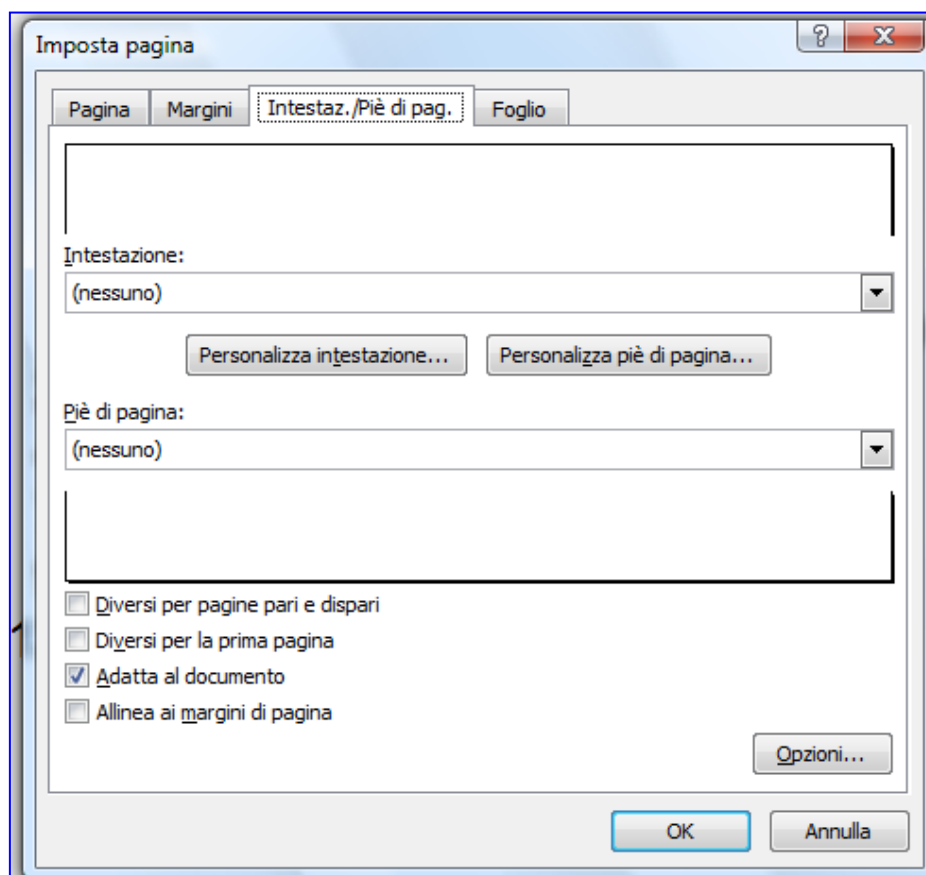 Imposta pagina
Pagina Margini Intestaz./Piè di pag. Foglio
Intestazione:
(nessuno)
Personalizza intestazione... Personalizza piè di pagina...
Piè di pagina:
(nessuno)
Diversi per pagine pari e dispari
Diversi per la prima pagina
Adatta al documento
Allinea ai margini di pagina
Opzioni...
OK Annulla